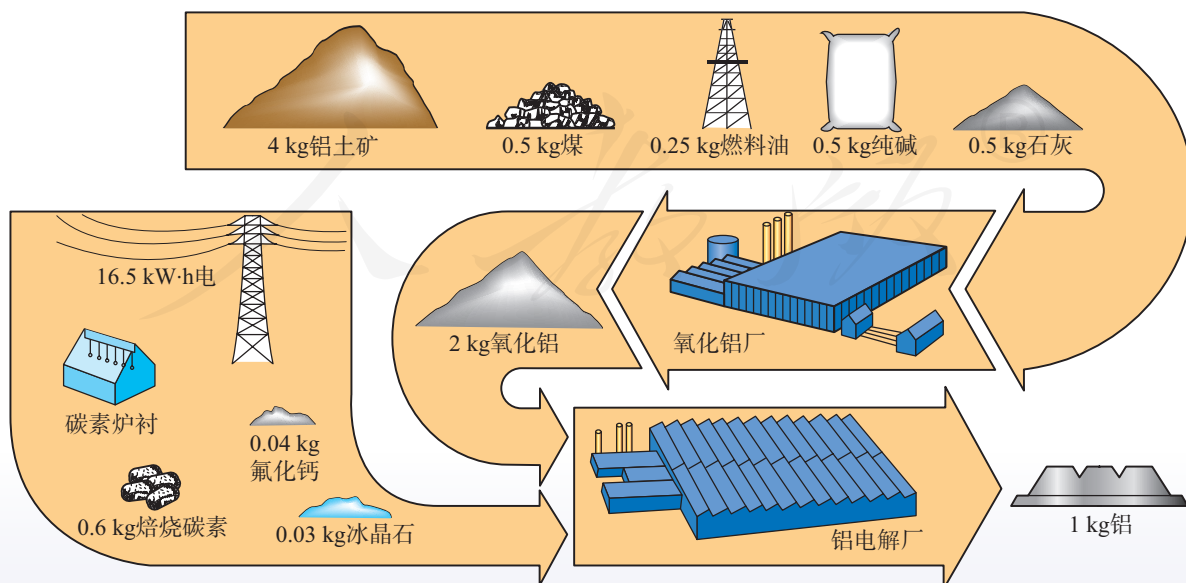 4 kg铝土矿
0.5 kg煤
0.25 kg燃料油
0.5 kg纯碱
0.5 kg石灰
16.5 kW·h电
2 kg氧化铝
氧化铝厂
碳素炉衬
0.04 kg
氟化钙
0.6 kg焙烧碳素
0.03 kg冰晶石
铝电解厂
1 kg铝
人教版
®